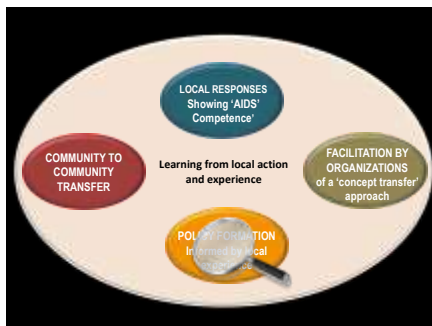 LOCAL RESPONSES
Showing ‘AIDS’
Competence’
COMMUNITY TO
COMMUNITY
TRANSFER
Learning from local action
and experience
FACILITATION BY
ORGANIZATIONS
of a ‘concept transfer’
approach
POLICY FORMATION
Informed by local